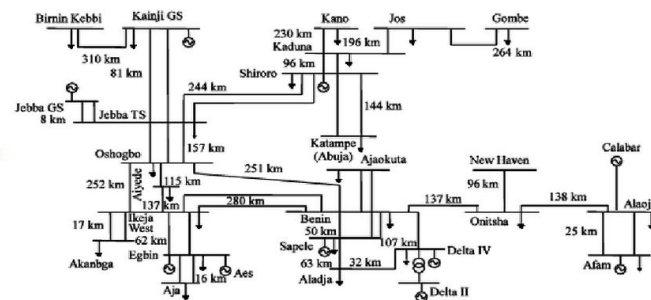 Birnin Kebbi
Kainji GS
Kano
Jos
Gombe
230 km
Kaduna
196 km
310 km
264 km
81 km
96 km
Shiroro
244 km
144 km
Jebba GS
8 km
Jebba TS
157 km
Katampe
(Abuja)
Calabar
Oshogbo
Ajaokuta
New Haven
Aiyede
115 km
251 km
252 km
96 km
137 km
280 km
137 km
138 km
17 km
Ikeja
West
Benin
Onitsha
Alaoji
62 km
50 km
107 km
25 km
Akanbga
Sapele
Delta IV
Egbin
63 km
32 km
Afam
Aes
Aladja
16 km
Aja
Delta II